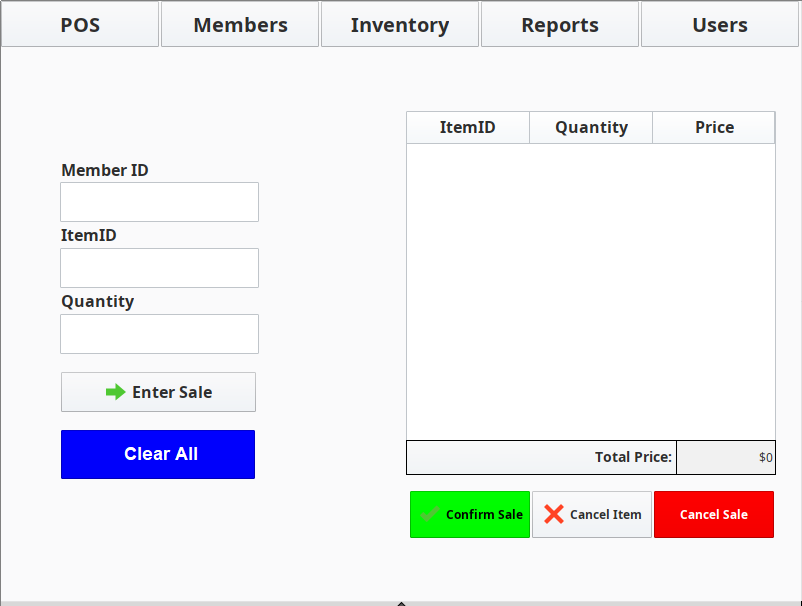 POS Members Inventory Reports Users
Member ID
ItemID
Quantity
Enter Sale
Clear All
ItemID Quantity Price
Total Price: $0
Confirm Sale Cancel Item Cancel Sale